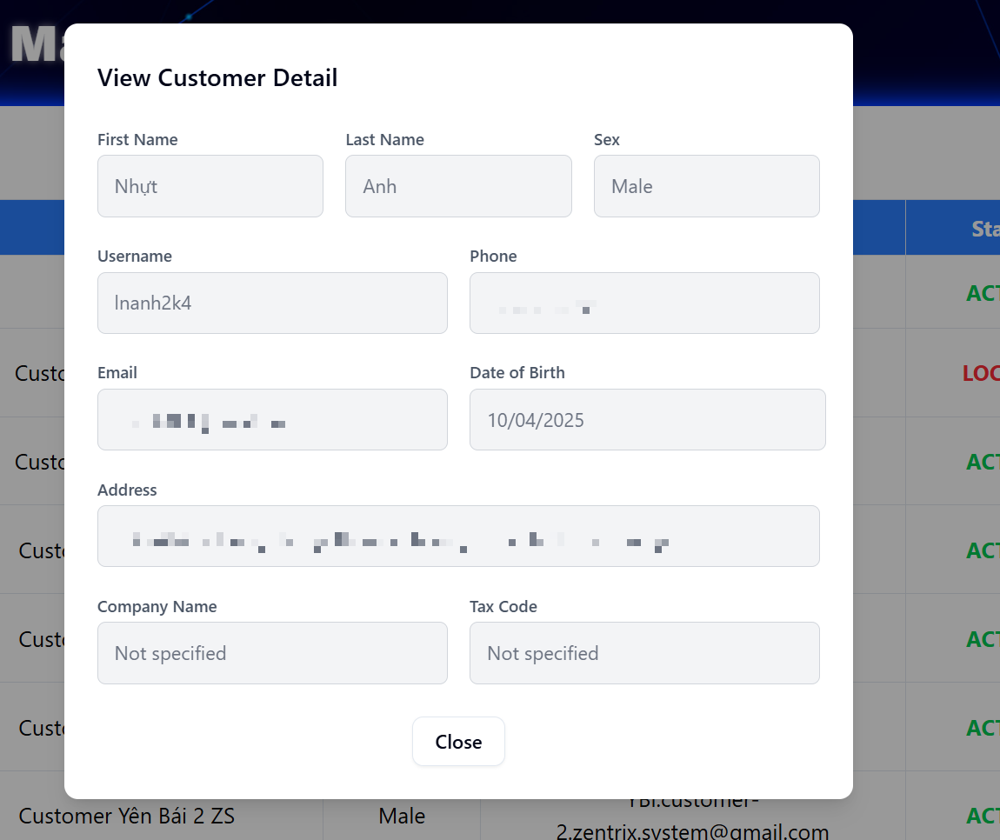 Ma
View Customer Detail
First Name Last Name Sex
Nhựt Anh Male
Username Phone
lnanh2k4
Email Date of Birth
10/04/2025
Address
Company Name Tax Code
Not specified Not specified
Close
Sta
ACT
Custo LOC
Custo ACT
Custo ACT
Custo ACT
Custo ACT
YBI.customer-
Customer Yên Bái 2 ZS Male ACT
2.zentrix.system@gmail.com